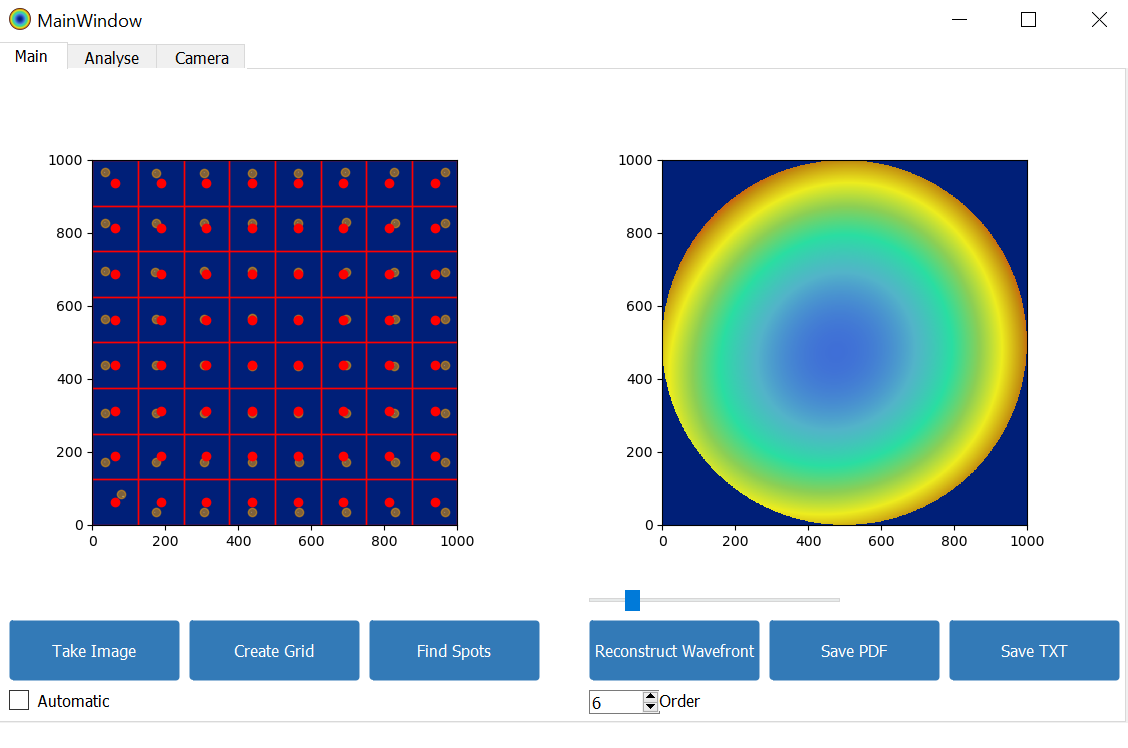 MainWindow
Main Analyse Camera
1000 1000
800 800
600 600
400 400
200 200
0 0
0 200 400 600 800 1000 0 200 400 600 800 1000
Take Image Create Grid Find Spots Reconstruct Wavefront Save PDF Save TXT
Automatic 6 Order